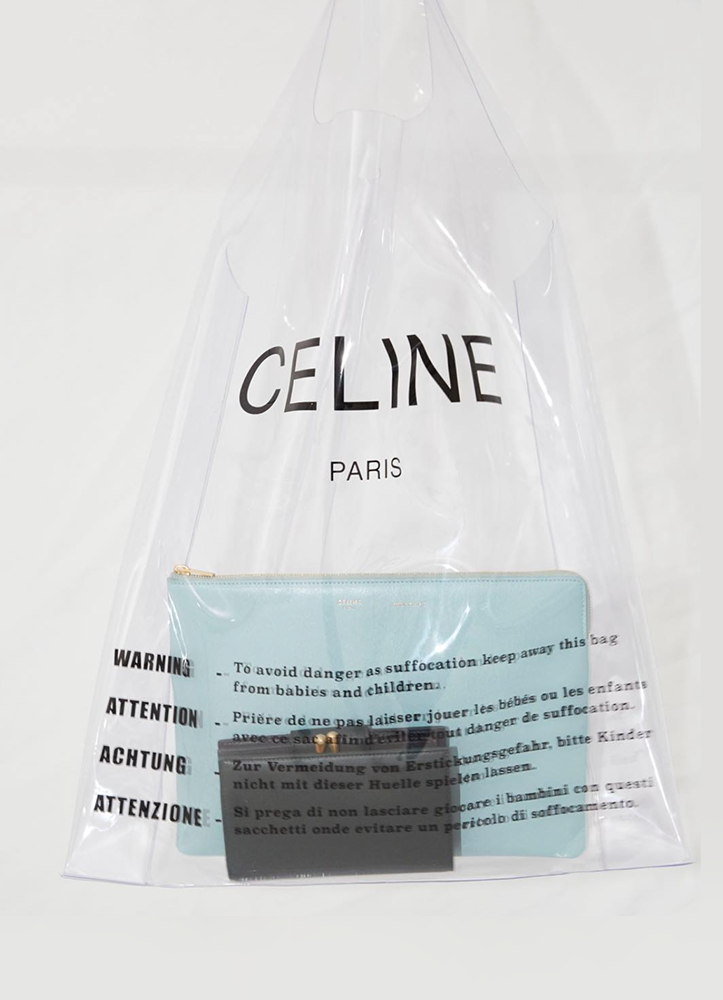 CELINE
PARIS
WARNING - To avoid danger as suffocation keep away this bag
from babies and children.
ATTENTION - Prière de ne pas laisser jouer les bébés ou les enfants
avec ce sac afin d'exiler tout danger de suffocation.
ACHTUNG - Zur Vermeidung von Erstickungsgefahr, bitte Kinder
nicht mit dieser Huelle spielen lassen.
ATTENZIONE - Si prega di non lasciare giocare i bambini con questi
sacchetti onde evitare un pericolo di suffocamento.